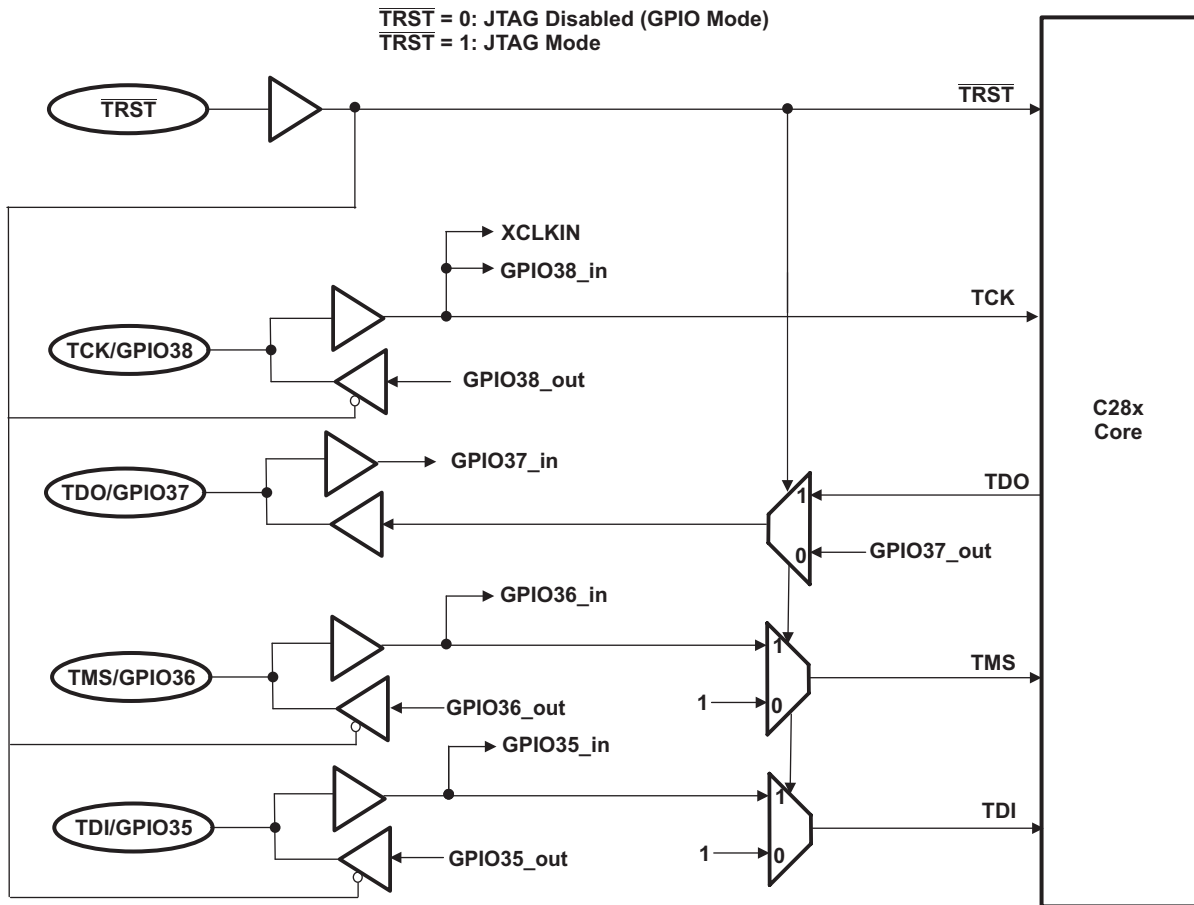 TRST = 0: JTAG Disabled (GPIO Mode)
TRST = 1: JTAG Mode
TRST
TRST
XCLKIN
GPIO38_in
TCK
TCK/GPIO38
GPIO38_out
C28x
Core
GPIO37_in
TDO
TDO/GPIO37
1
0
GPIO37_out
GPIO36_in
1
TMS/GPIO36
TMS
1
0
GPIO36_out
GPIO35_in
1
TDI/GPIO35
TDI
1
0
GPIO35_out